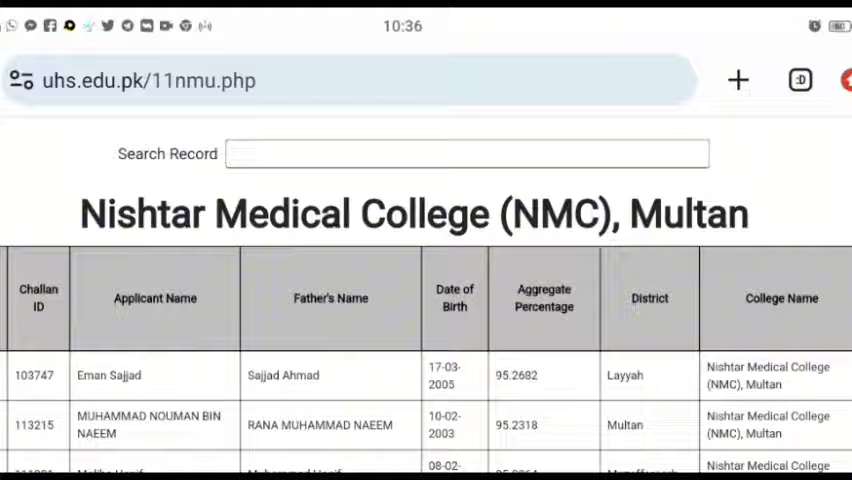 10:36
uhs.edu.pk/11nmu.php
Search Record
Nishtar Medical College (NMC), Multan
Challan ID Applicant Name Father's Name Date of Birth Aggregate Percentage District College Name
103747 Eman Sajjad Sajjad Ahmad 17-03-2005 95.2682 Layyah Nishtar Medical College (NMC), Multan
113215 MUHAMMAD NOUMAN BIN NAEEM RANA MUHAMMAD NAEEM 10-02-2003 95.2318 Multan Nishtar Medical College (NMC), Multan
08-02- Nishtar Medical College